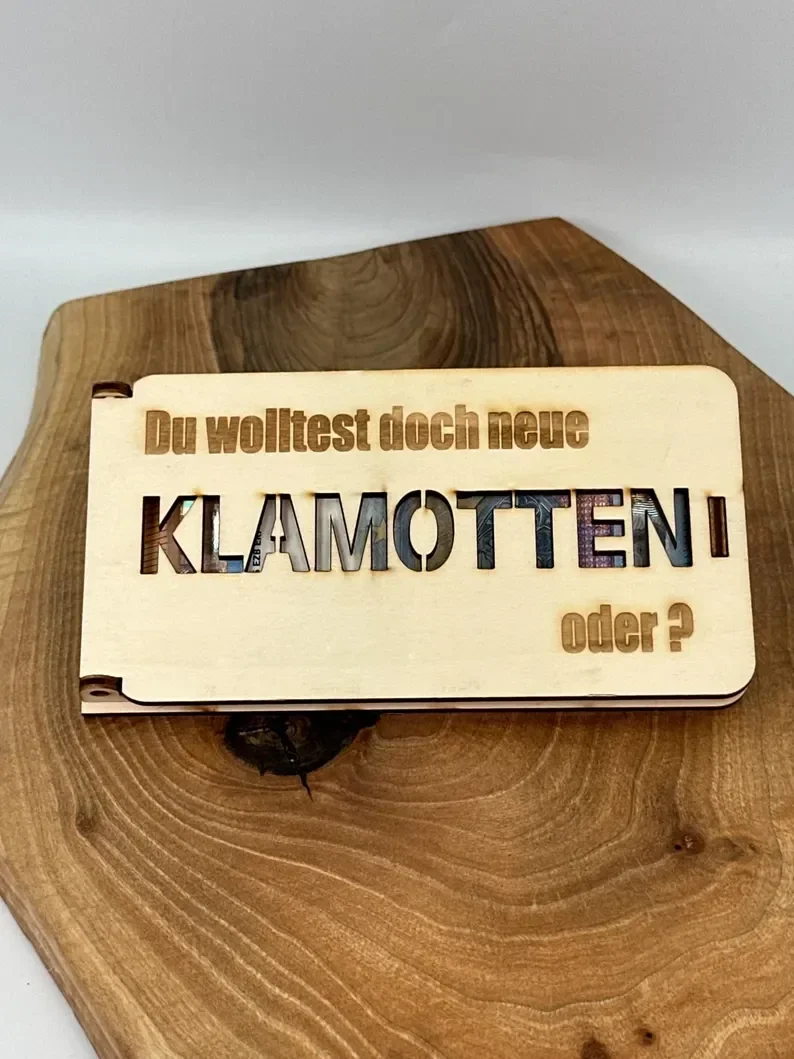 Du wolltest doch neue
KLAMOTTEN
oder ?